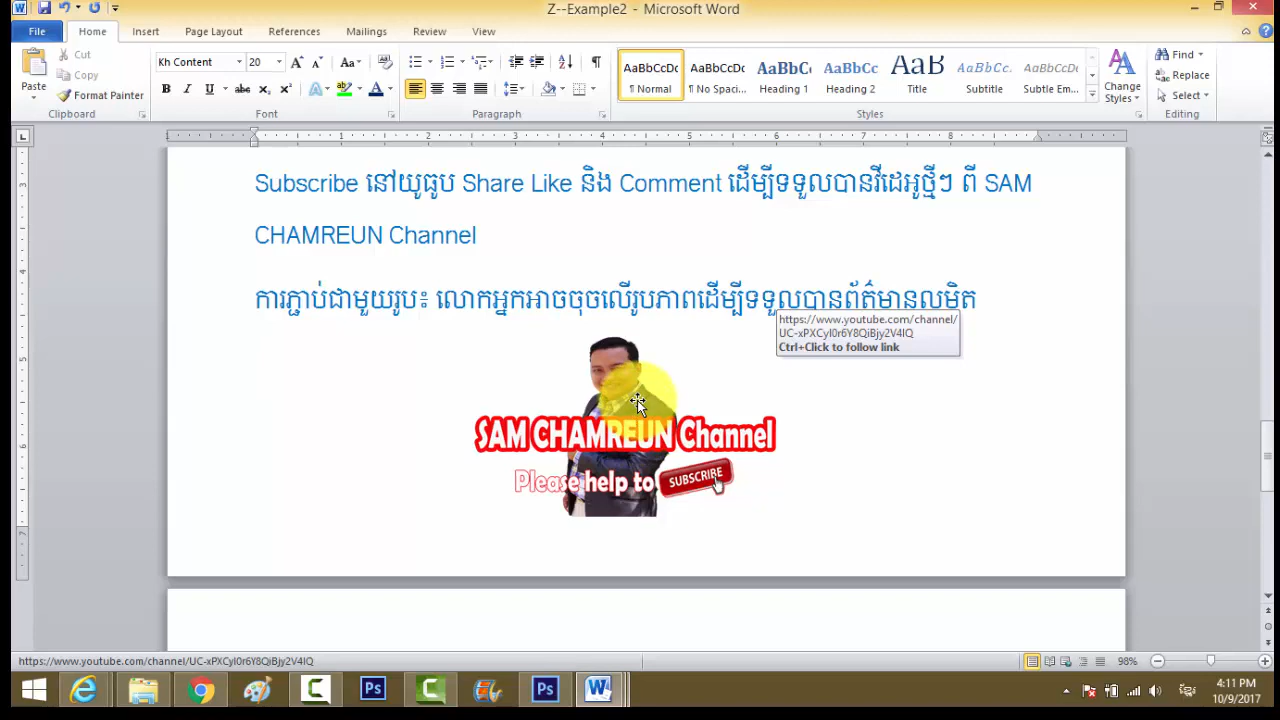 Z--Example2 - Microsoft Word
File Home Insert Page Layout References Mailings Review View
Paste
Cut
Copy
Format Painter
Clipboard
Kh Content 20
Font
Paragraph
AaBbCcDc ¶ Normal
AaBbCcDc ¶ No Spaci...
AaBbC Heading 1
AaBbCc Heading 2
AaB Title
AaBbCc. Subtitle
AaBbCcDc Subtle Em...
Change Styles
Styles
Find
Replace
Select
Editing
Subscribe នៅយូធូប Share Like និង Comment ដើម្បីទទួលបានវីដេអូថ្មីៗ ពី SAM
CHAMREUN Channel
ការភ្ជាប់ជាមួយរូប៖ លោកអ្នកអាចចុចលើរូបភាពដើម្បីទទួលបានព័ត៌មានលមិត
https://www.youtube.com/channel/
UC-xPXCyI0r6Y8QiBjy2V4IQ
Ctrl+Click to follow link
SAM CHAMREUN Channel
Please help to SUBSCRIBE
https://www.youtube.com/channel/UC-xPXCyI0r6Y8QiBjy2V4IQ
98%
4:11 PM
10/9/2017